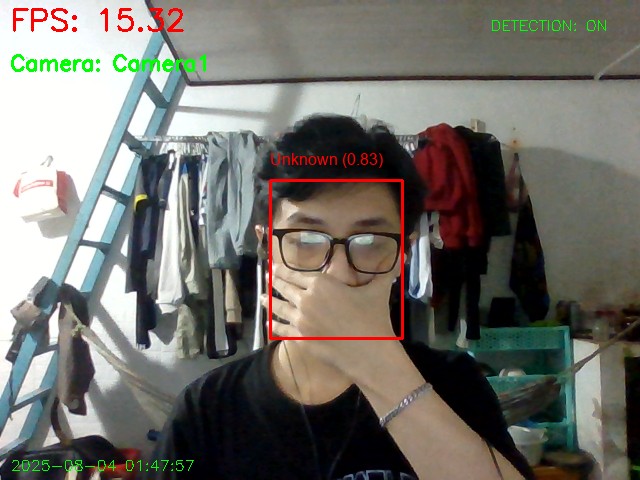 FPS: 15.32
DETECTION: ON
Camera: Camera1
Unknown (0.83)
2025-08-04 01:47:57